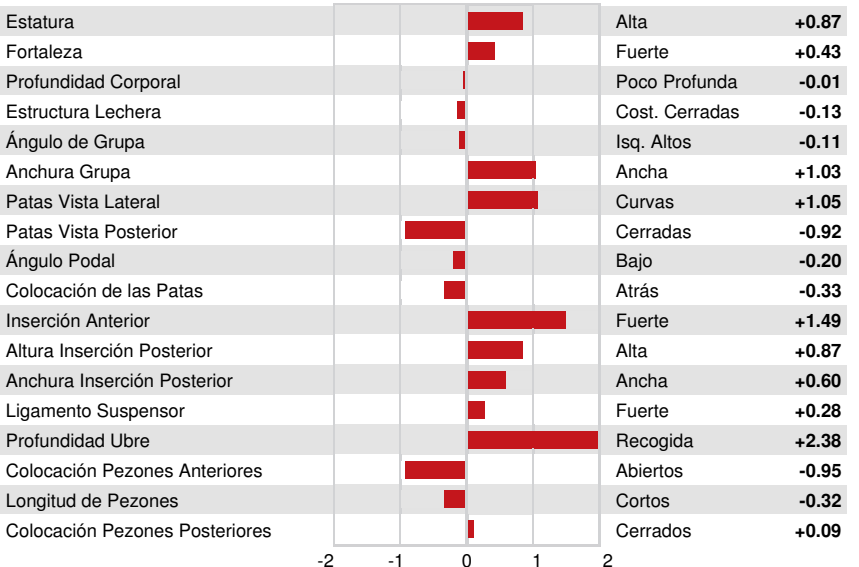 Estatura Alta +0.87
Fortaleza Fuerte +0.43
Profundidad Corporal Poco Profunda -0.01
Estructura Lechera Cost. Cerradas -0.13
Ángulo de Grupa Isq. Altos -0.11
Anchura Grupa Ancha +1.03
Patas Vista Lateral Curvas +1.05
Patas Vista Posterior Cerradas -0.92
Ángulo Podal Bajo -0.20
Colocación de las Patas Atrás -0.33
Inserción Anterior Fuerte +1.49
Altura Inserción Posterior Alta +0.87
Anchura Inserción Posterior Ancha +0.60
Ligamento Suspensor Fuerte +0.28
Profundidad Ubre Recogida +2.38
Colocación Pezones Anteriores Abiertos -0.95
Longitud de Pezones Cortos -0.32
Colocación Pezones Posteriores Cerrados +0.09
-2 -1 0 1 2